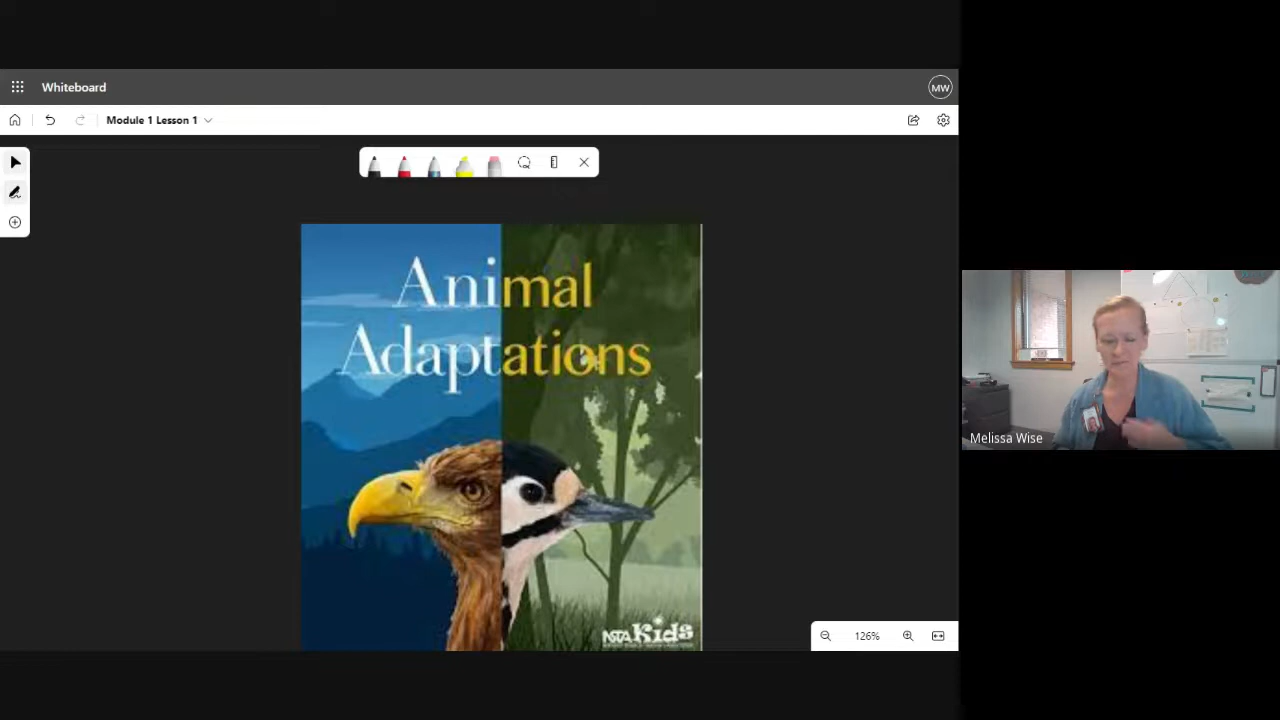 Whiteboard
MW
Module 1 Lesson 1
Animal
Adaptations
NSTA Kids
126%
Melissa Wise